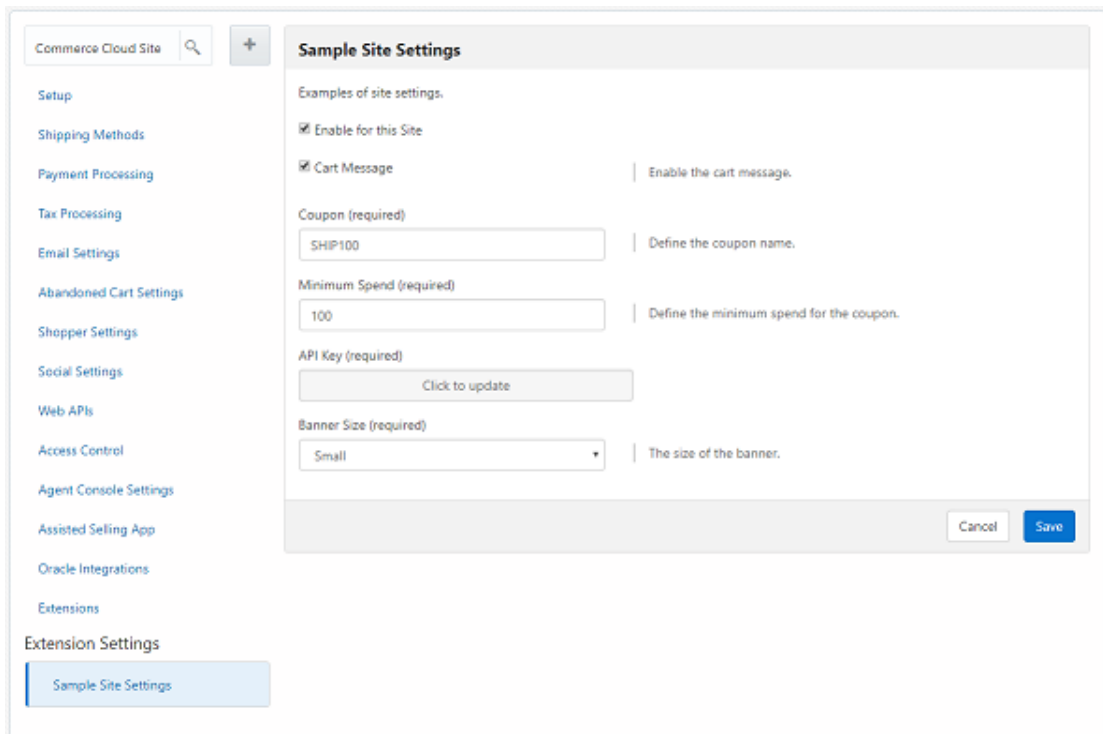 Commerce Cloud Site
+
Setup
Shipping Methods
Payment Processing
Tax Processing
Email Settings
Abandoned Cart Settings
Shopper Settings
Social Settings
Web APIs
Access Control
Agent Console Settings
Assisted Selling App
Oracle Integrations
Extensions
Extension Settings
Sample Site Settings
Sample Site Settings
Examples of site settings.
Enable for this Site
Cart Message
Enable the cart message.
Coupon (required)
SHIP100
Define the coupon name.
Minimum Spend (required)
100
Define the minimum spend for the coupon.
API Key (required)
Click to update
Banner Size (required)
Small
The size of the banner.
Cancel
Save